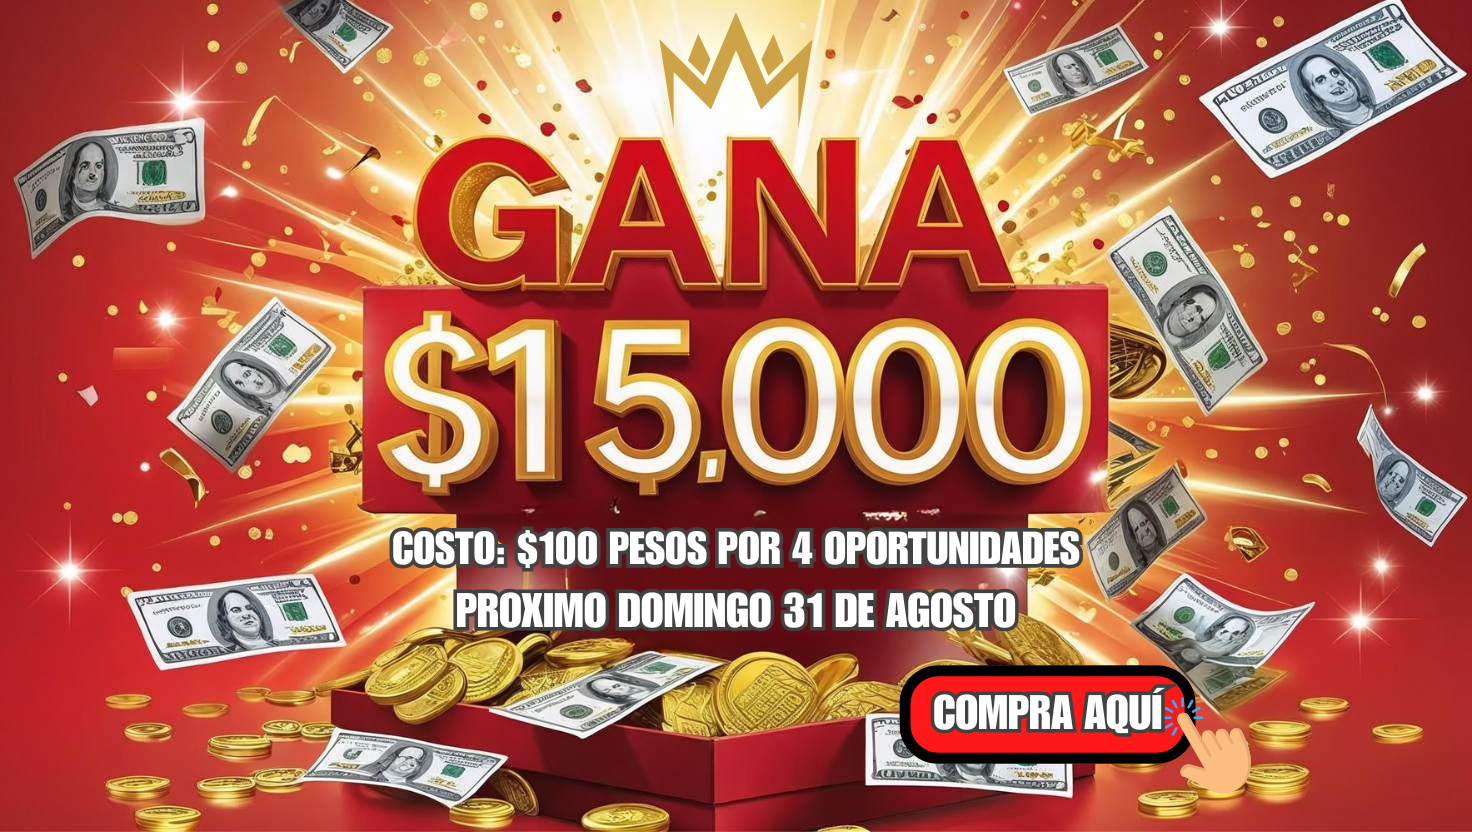 GANA
$15,000
COSTO: $100 PESOS POR 4 OPORTUNIDADES
PROXIMO DOMINGO 31 DE AGOSTO
COMPRA AQUÍ